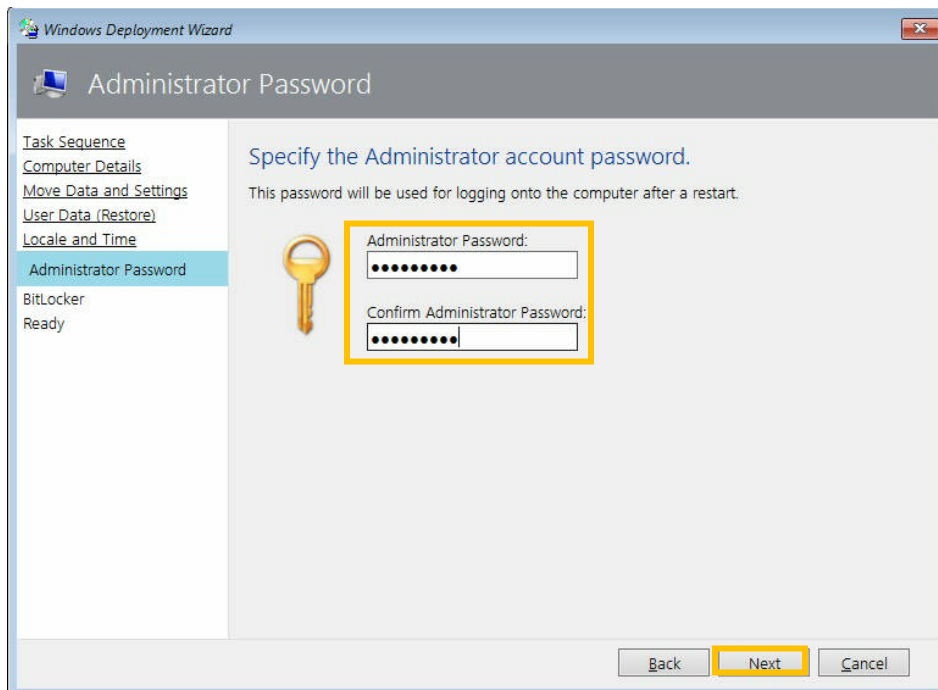 Windows Deployment Wizard
Administrator Password
Task Sequence
Computer Details
Move Data and Settings
User Data (Restore)
Locale and Time
Administrator Password
BitLocker
Ready
Specify the Administrator account password.
This password will be used for logging onto the computer after a restart.
Administrator Password:
●●●●●●●●●
Confirm Administrator Password:
●●●●●●●●●
Back
Next
Cancel